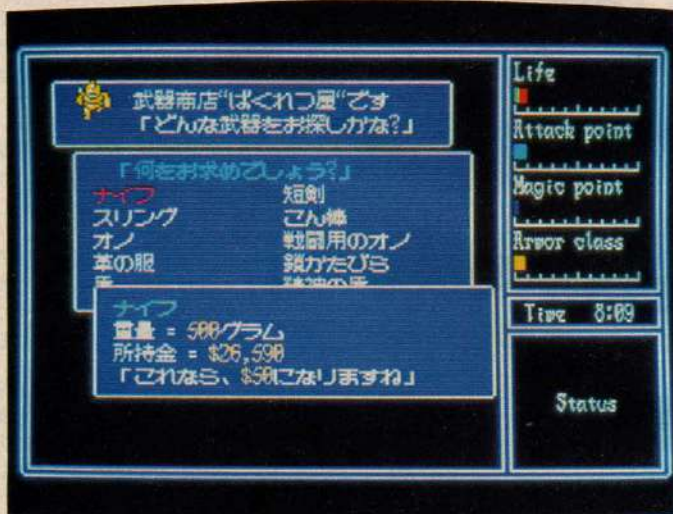 武器商店“ばくれつ屋“です
「どんな武器をお探しかな?」
「何をお求めでしょう?」
ナイフ 短剣
スリング こん棒
オノ 戦闘用のオノ
革の服 鎖かたびら
ナイフ
重量 = 500グラム
所持金 = $26,590
「これなら、$50になりますね」
Life
Attack point
Magic point
Armor class
Time 8:09
Status